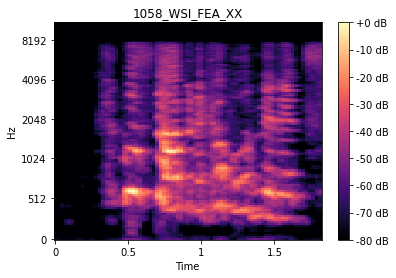 1058_WSI_FEA_XX
+0 dB
8192
-10 dB
4096
-20 dB
-30 dB
2048
Hz
-40 dB
1024
-50 dB
-60 dB
512
-70 dB
0
-80 dB
0 0.5 1 1.5
Time